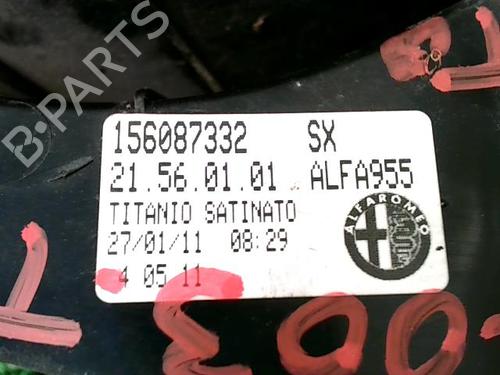 B-PARTS
156087332 SX
21.56.01.01 ALFA955
TITANIO SATINATO
27/01/11 08:29
4 05 11
ALFA ROMEO
003